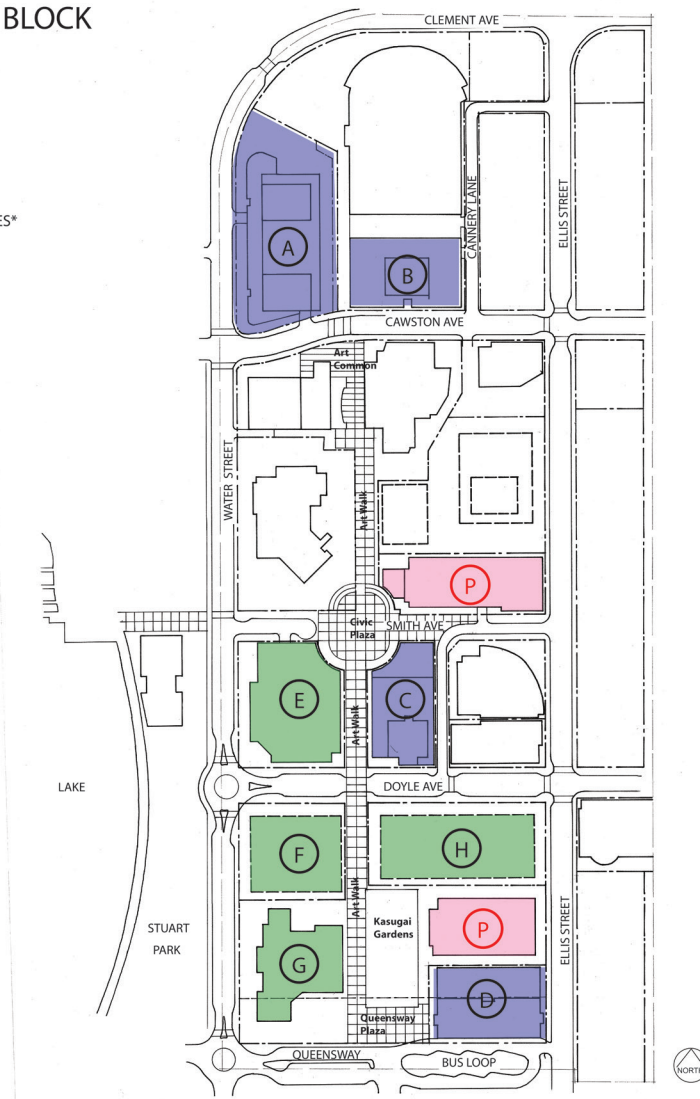 BLOCK
CLEMENT AVE
ES*
CANNERY LANE
ELLIS STREET
A
B
CAWSTON AVE
Art
Common
WATER STREET
Art Walk
P
Civic
Plaza
SMITH AVE
E
C
Art Walk
LAKE
DOYLE AVE
F
H
Art Walk
Kasugai
Gardens
P
ELLIS STREET
STUART
PARK
G
D
Queensway
Plaza
QUEENSWAY
BUS LOOP
NORTH